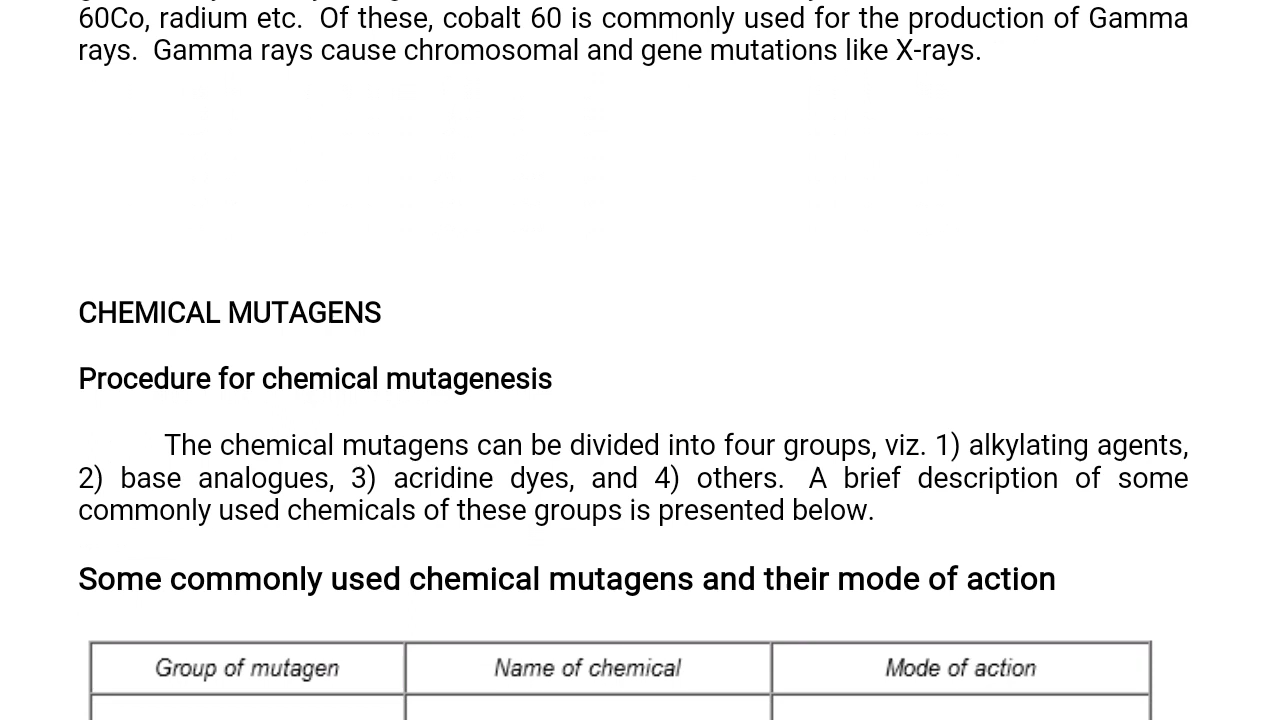 60Co, radium etc. Of these, cobalt 60 is commonly used for the production of Gamma
rays. Gamma rays cause chromosomal and gene mutations like X-rays.
CHEMICAL MUTAGENS
Procedure for chemical mutagenesis
The chemical mutagens can be divided into four groups, viz. 1) alkylating agents,
2) base analogues, 3) acridine dyes, and 4) others. A brief description of some
commonly used chemicals of these groups is presented below.
Some commonly used chemical mutagens and their mode of action
Group of mutagen Name of chemical Mode of action